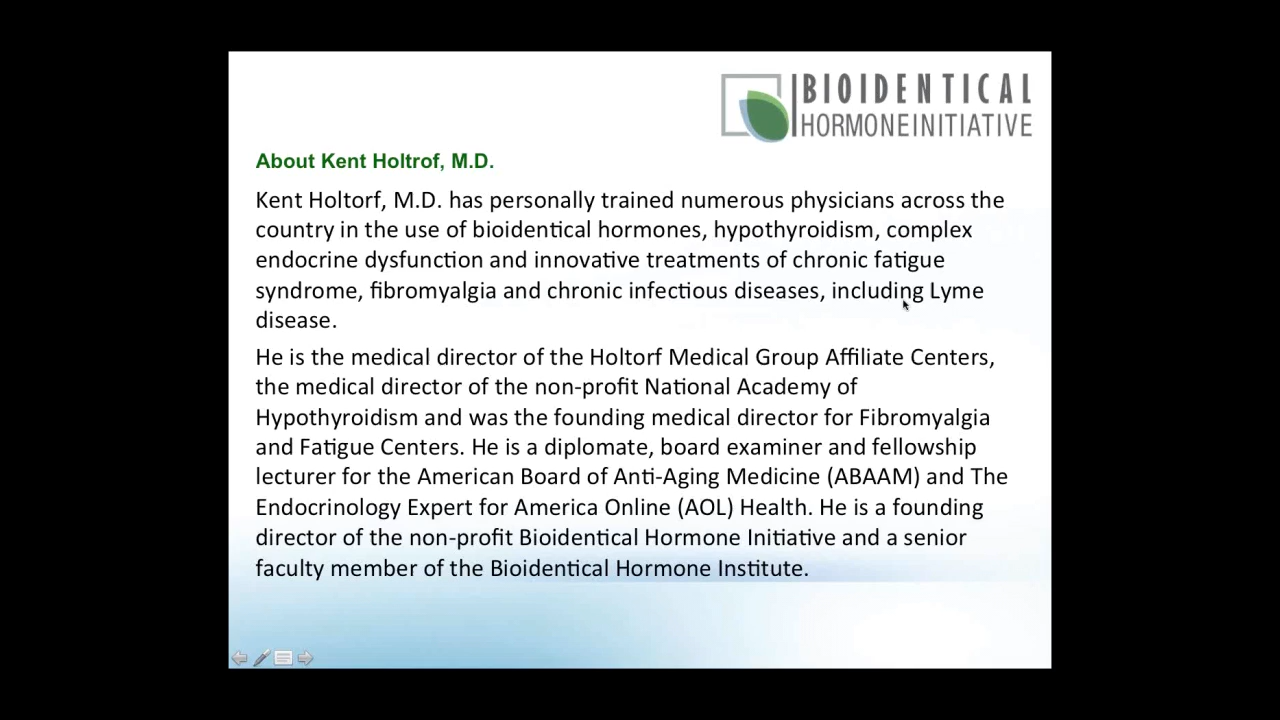 BIOIDENTICAL
HORMONEINITIATIVE
About Kent Holtrof, M.D.
Kent Holtorf, M.D. has personally trained numerous physicians across the
country in the use of bioidentical hormones, hypothyroidism, complex
endocrine dysfunction and innovative treatments of chronic fatigue
syndrome, fibromyalgia and chronic infectious diseases, including Lyme
disease.
He is the medical director of the Holtorf Medical Group Affiliate Centers,
the medical director of the non-profit National Academy of
Hypothyroidism and was the founding medical director for Fibromyalgia
and Fatigue Centers. He is a diplomate, board examiner and fellowship
lecturer for the American Board of Anti-Aging Medicine (ABAAM) and The
Endocrinology Expert for America Online (AOL) Health. He is a founding
director of the non-profit Bioidentical Hormone Initiative and a senior
faculty member of the Bioidentical Hormone Institute.